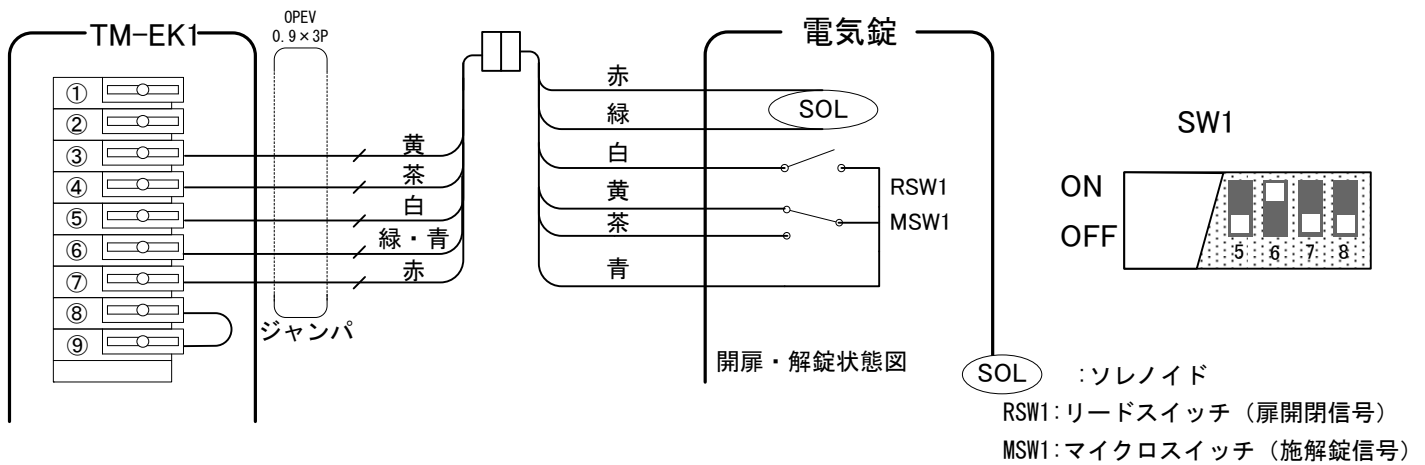 TM-EK1
OPEV
0.9×3P
①
②
③
④
⑤
⑥
⑦
⑧
⑨
黄
茶
白
緑・青
赤
ジャンパ
電気錠
赤
緑
白
黄
茶
青
SOL
RSW1
MSW1
開扉・解錠状態図
SW1
ON
OFF
5 6 7 8
SOL :ソレノイド
RSW1:リードスイッチ（扉開閉信号）
MSW1:マイクロスイッチ（施解錠信号）